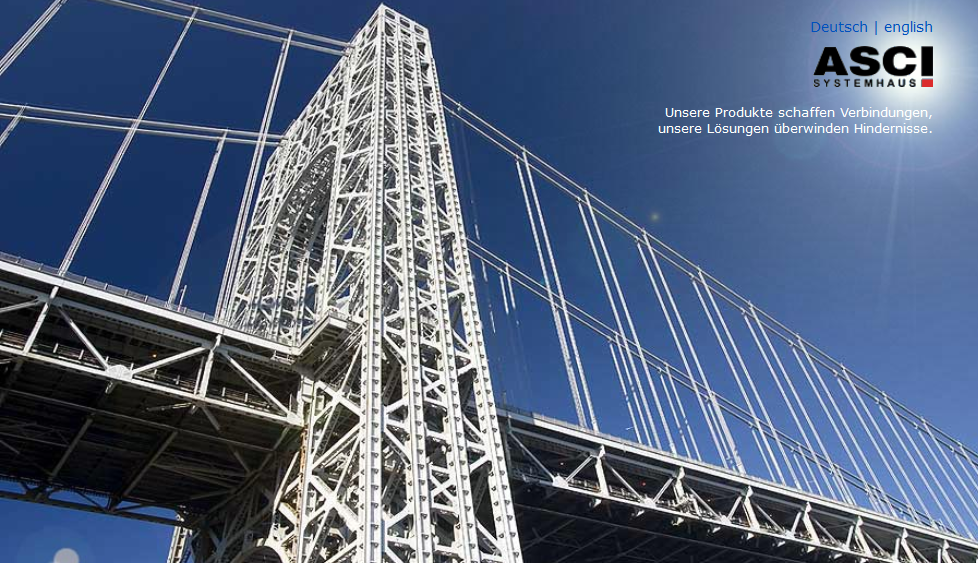 Deutsch | english
ASCI
SYSTEMHAUS
Unsere Produkte schaffen Verbindungen,
unsere Lösungen überwinden Hindernisse.